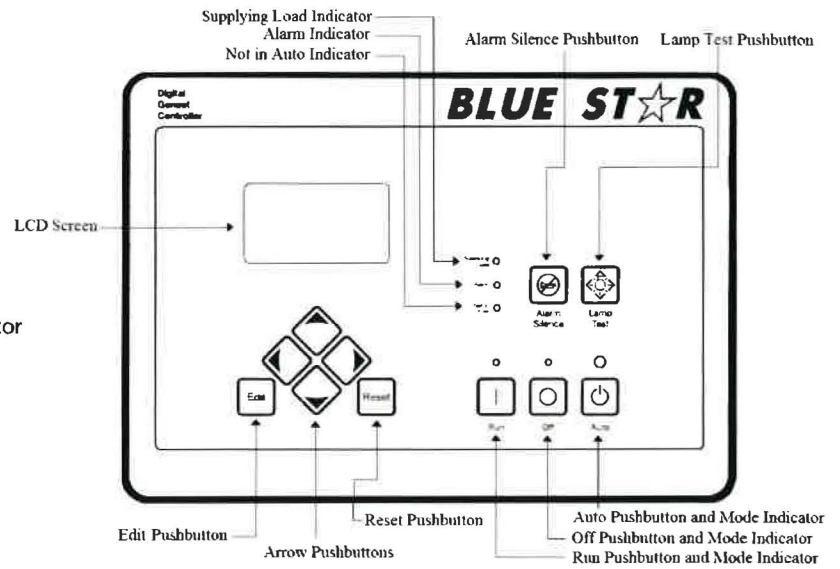 Supplying Load Indicator
Alarm Indicator
Not in Auto Indicator
Alarm Silence Pushbutton
Lamp Test Pushbutton
Digital
Genset
Controller
BLUE ST☆R
LCD Screen
tor
Alarm
Silence
Lamp
Test
Edit
Reset
Run
Off
Auto
Edit Pushbutton
Arrow Pushbuttons
Reset Pushbutton
Auto Pushbutton and Mode Indicator
Off Pushbutton and Mode Indicator
Run Pushbutton and Mode Indicator